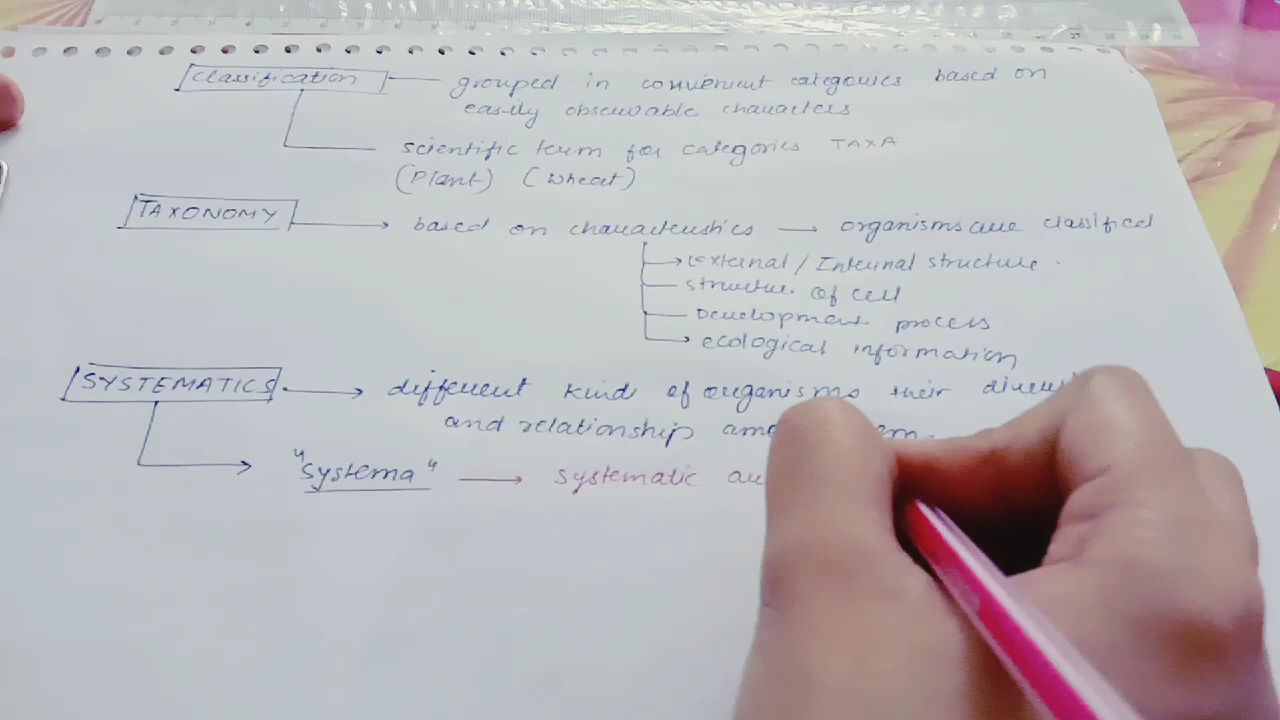 classification grouped in convenient categories based on
easily observable characters
scientific term for categories TAXA
(Plant) (wheat)
TAXONOMY based on characteristics organisms are classified
External / Internal structure.
structure of cell
Development process
ecological information
SYSTEMATICS different kind of organisms their
and relationship
"systema" systematic